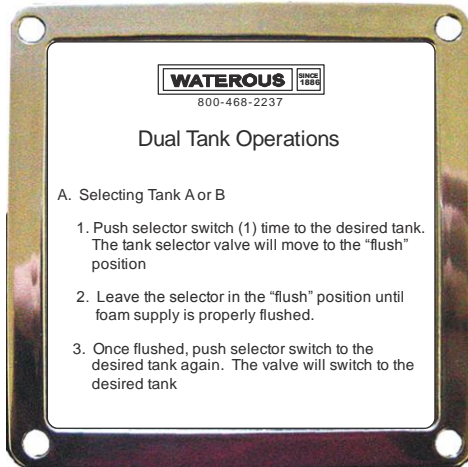 WATEROUS SINCE 1886
800-468-2237
Dual Tank Operations
A. Selecting Tank A or B
1. Push selector switch (1) time to the desired tank.
The tank selector valve will move to the “flush”
position
2. Leave the selector in the “flush” position until
foam supply is properly flushed.
3. Once flushed, push selector switch to the
desired tank again. The valve will switch to the
desired tank